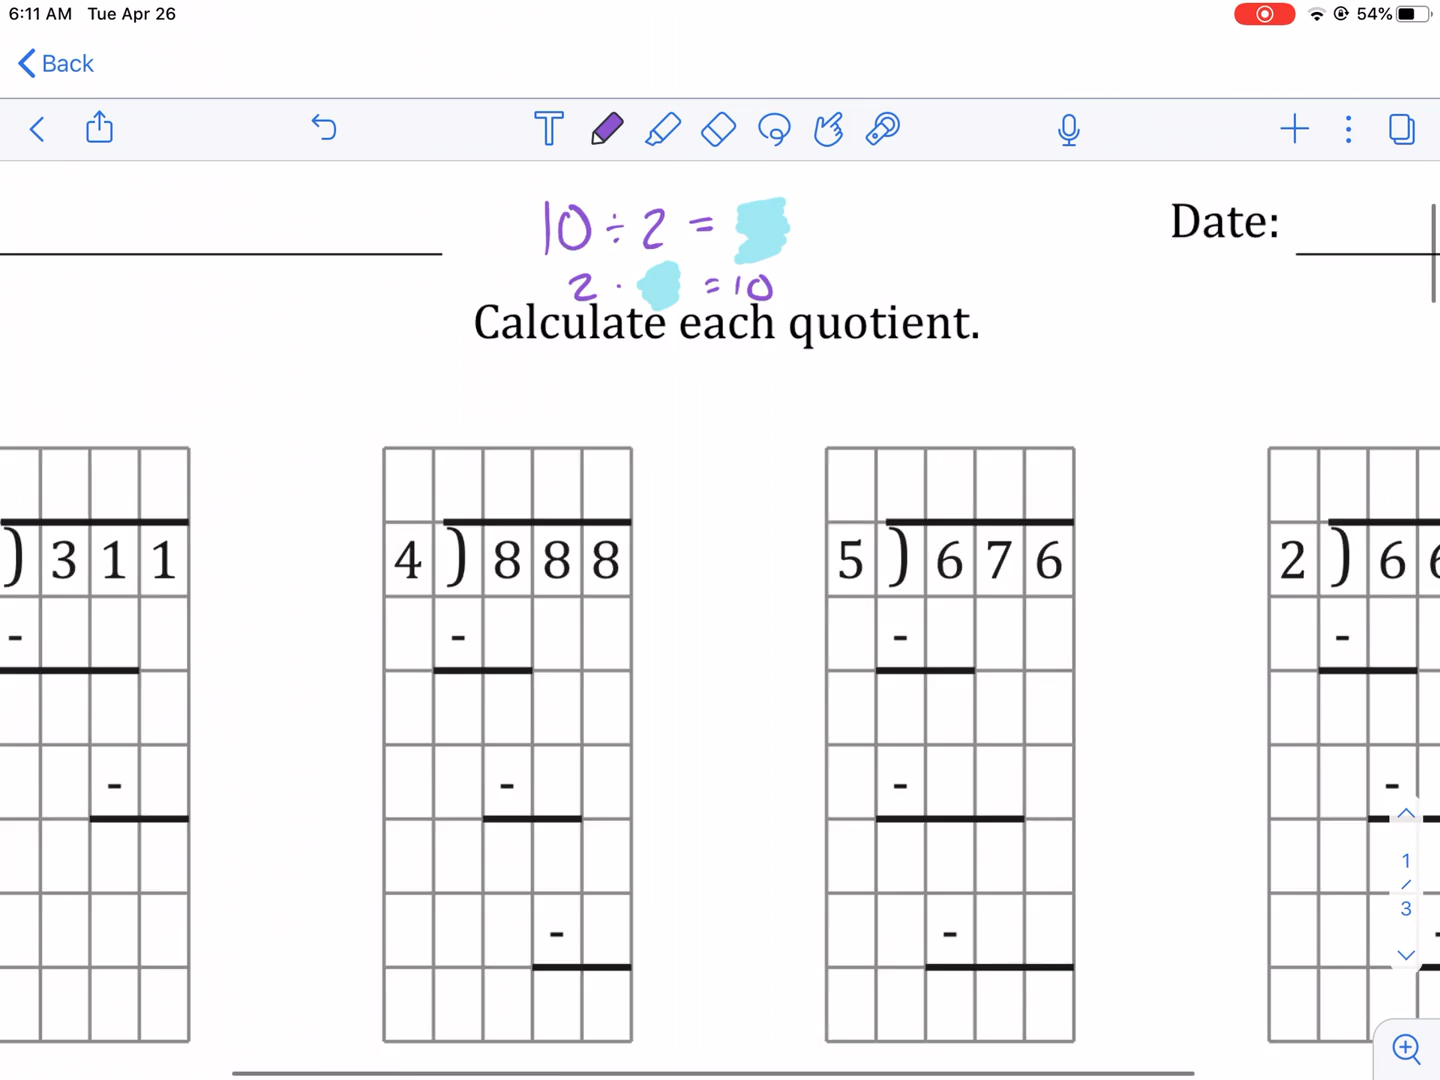 6:11 AM Tue Apr 26 54%
Back
10 ÷ 2 =
Date:
2 · = 10
Calculate each quotient.
) 3 1 1
4 ) 8 8 8
5 ) 6 7 6
2 ) 6 6
-
-
-
-
-
-
-
-
-
-
-
1
/
3